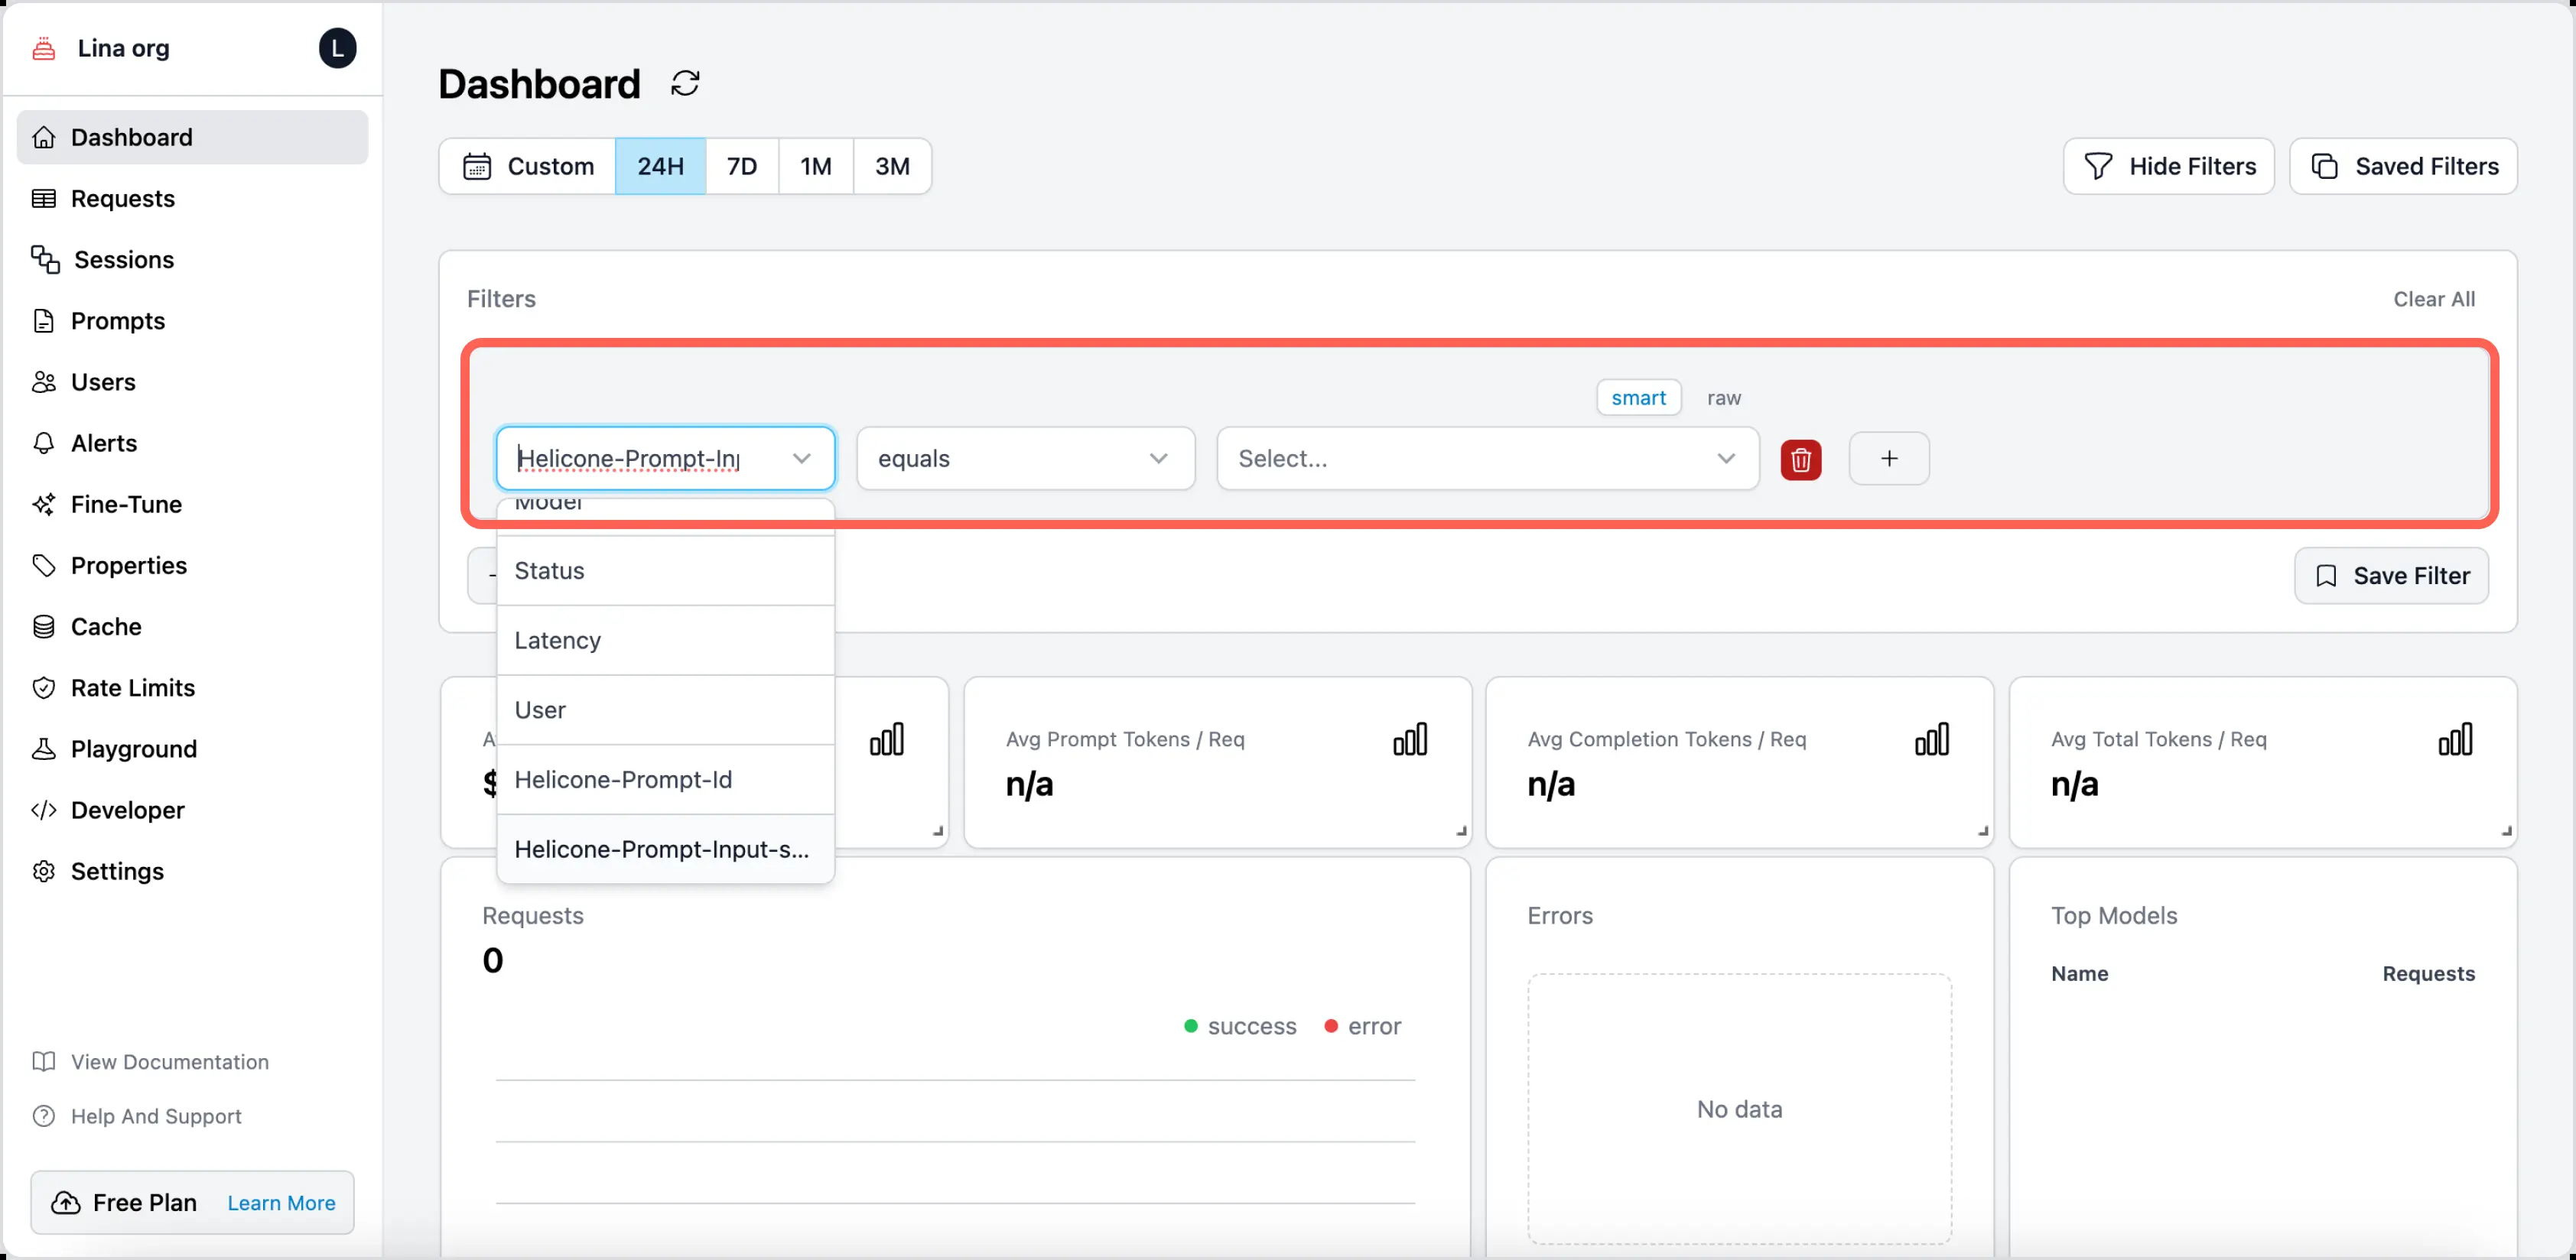 Lina org
L
Dashboard
Requests
Sessions
Prompts
Users
Alerts
Fine-Tune
Properties
Cache
Rate Limits
Playground
Developer
Settings
View Documentation
Help And Support
Free Plan Learn More
Dashboard
Custom 24H 7D 1M 3M
Hide Filters Saved Filters
Filters
Clear All
smart raw
Helicone-Prompt-In equals Select...
+
Model
Status
Latency
User
Helicone-Prompt-Id
Helicone-Prompt-Input-s...
Save Filter
$
Avg Prompt Tokens / Req
n/a
Avg Completion Tokens / Req
n/a
Avg Total Tokens / Req
n/a
Requests
0
success error
Errors
No data
Top Models
Name Requests